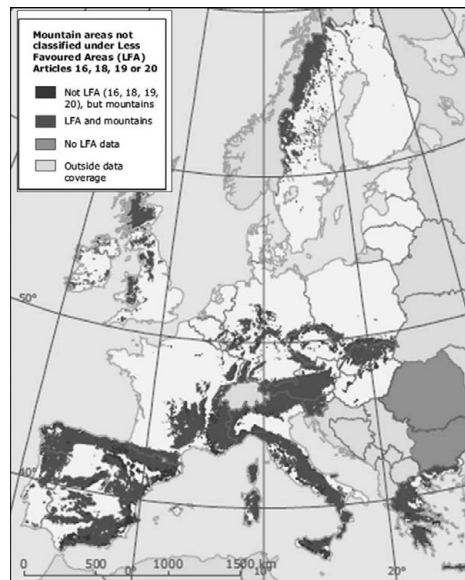 Mountain areas not
classified under Less
Favoured Areas (LFA)
Articles 16, 18, 19 or 20
Not LFA (16, 18, 19,
20), but mountains
LFA and mountains
No LFA data
Outside data
coverage
50°
40°
0 500 1000 1500 km
10°
20°